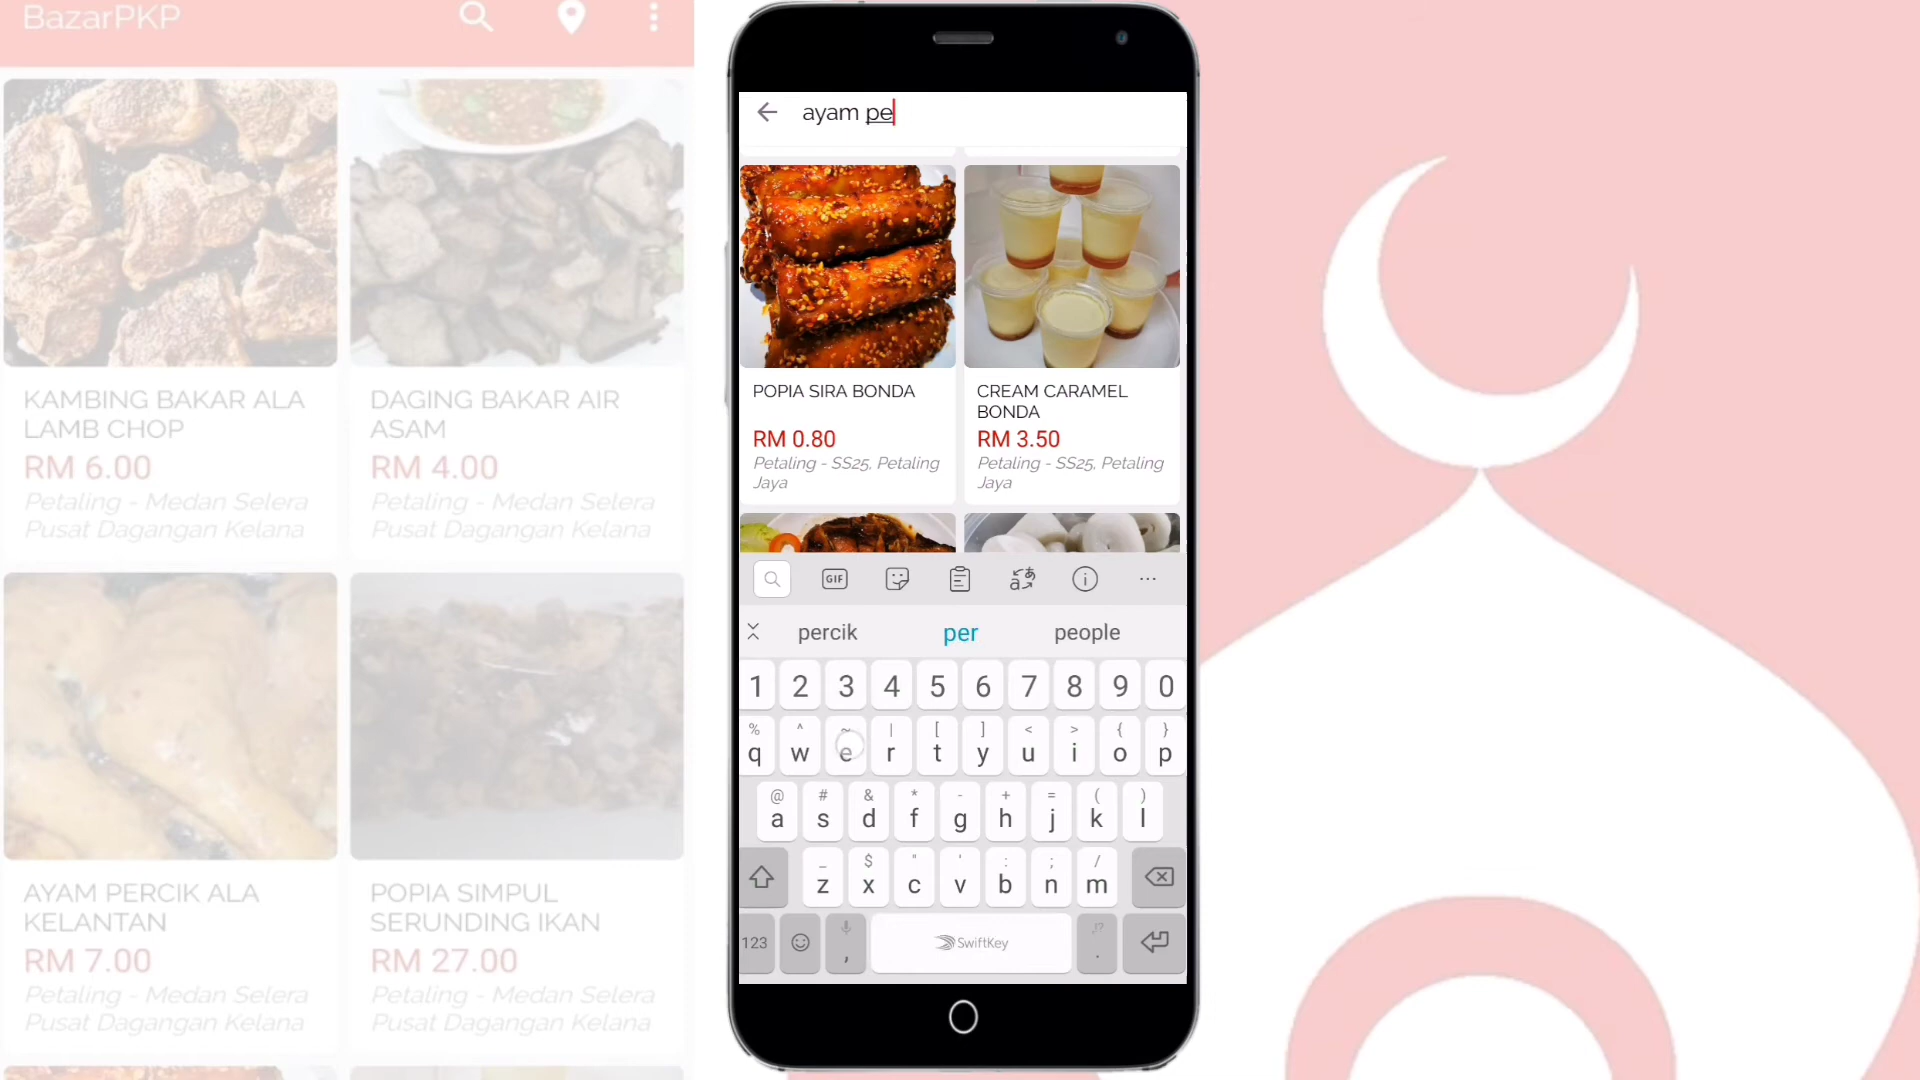 BazarPKP
KAMBING BAKAR ALA
LAMB CHOP
RM 6.00
Petaling - Medan Selera
Pusat Dagangan Kelana
DAGING BAKAR AIR
ASAM
RM 4.00
Petaling - Medan Selera
Pusat Dagangan Kelana
AYAM PERCIK ALA
KELANTAN
RM 7.00
Petaling - Medan Selera
Pusat Dagangan Kelana
POPIA SIMPUL
SERUNDING IKAN
RM 27.00
Petaling - Medan Selera
Pusat Dagangan Kelana
ayam pe
POPIA SIRA BONDA
RM 0.80
Petaling - SS25, Petaling
Jaya
CREAM CARAMEL
BONDA
RM 3.50
Petaling - SS25, Petaling
Jaya
GIF
aあ
percik per people
1 2 3 4 5 6 7 8 9 0
% ^ ~ | [ ] < > { }
q w e r t y u i o p
@ # & * - + = ( )
a s d f g h j k l
_ $ " ' : ; /
z x c v b n m
,!?
123 , SwiftKey .